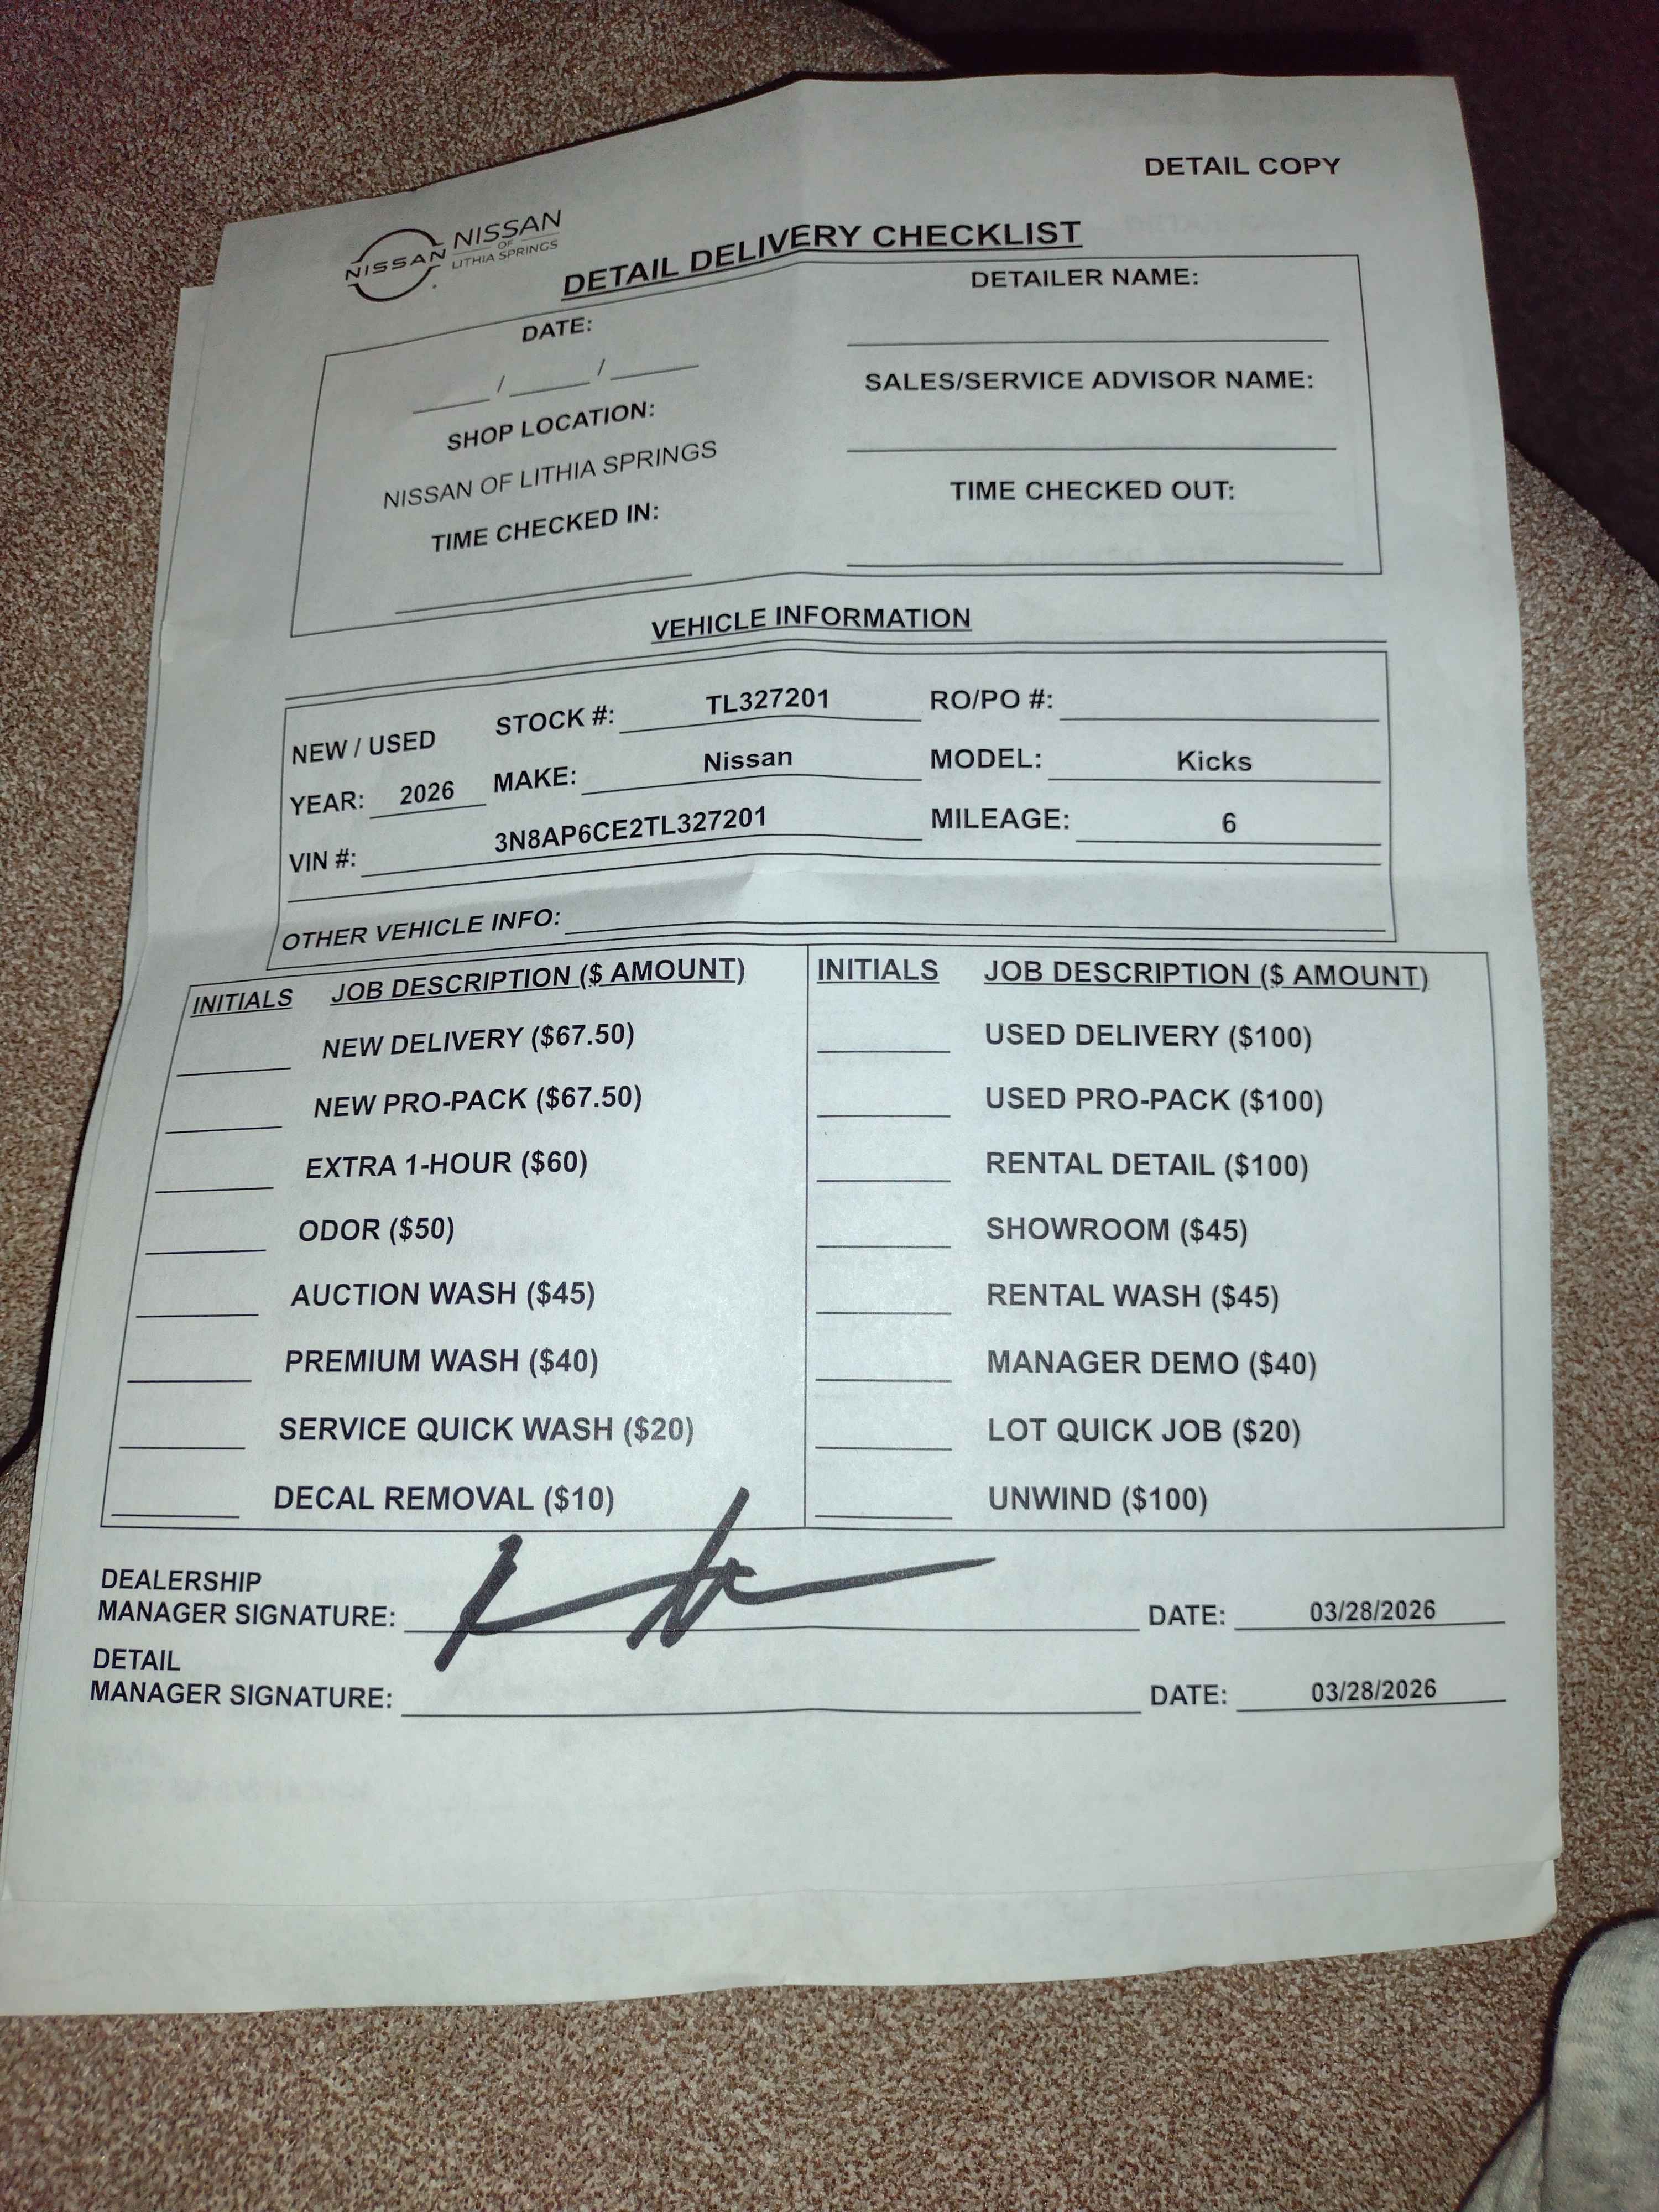 DETAIL COPY
NISSAN
NISSAN
OF
LITHIA SPRINGS
DETAIL DELIVERY CHECKLIST
DATE:
____ /____ /____
SHOP LOCATION:
NISSAN OF LITHIA SPRINGS
TIME CHECKED IN:
DETAILER NAME:
SALES/SERVICE ADVISOR NAME:
TIME CHECKED OUT:
VEHICLE INFORMATION
NEW / USED STOCK #: TL327201 RO/PO #:
YEAR: 2026 MAKE: Nissan MODEL: Kicks
VIN #: 3N8AP6CE2TL327201 MILEAGE: 6
OTHER VEHICLE INFO:
INITIALS JOB DESCRIPTION ($ AMOUNT)
NEW DELIVERY ($67.50)
NEW PRO-PACK ($67.50)
EXTRA 1-HOUR ($60)
ODOR ($50)
AUCTION WASH ($45)
PREMIUM WASH ($40)
SERVICE QUICK WASH ($20)
DECAL REMOVAL ($10)
INITIALS JOB DESCRIPTION ($ AMOUNT)
USED DELIVERY ($100)
USED PRO-PACK ($100)
RENTAL DETAIL ($100)
SHOWROOM ($45)
RENTAL WASH ($45)
MANAGER DEMO ($40)
LOT QUICK JOB ($20)
UNWIND ($100)
DEALERSHIP
MANAGER SIGNATURE: DATE: 03/28/2026
DETAIL
MANAGER SIGNATURE: DATE: 03/28/2026